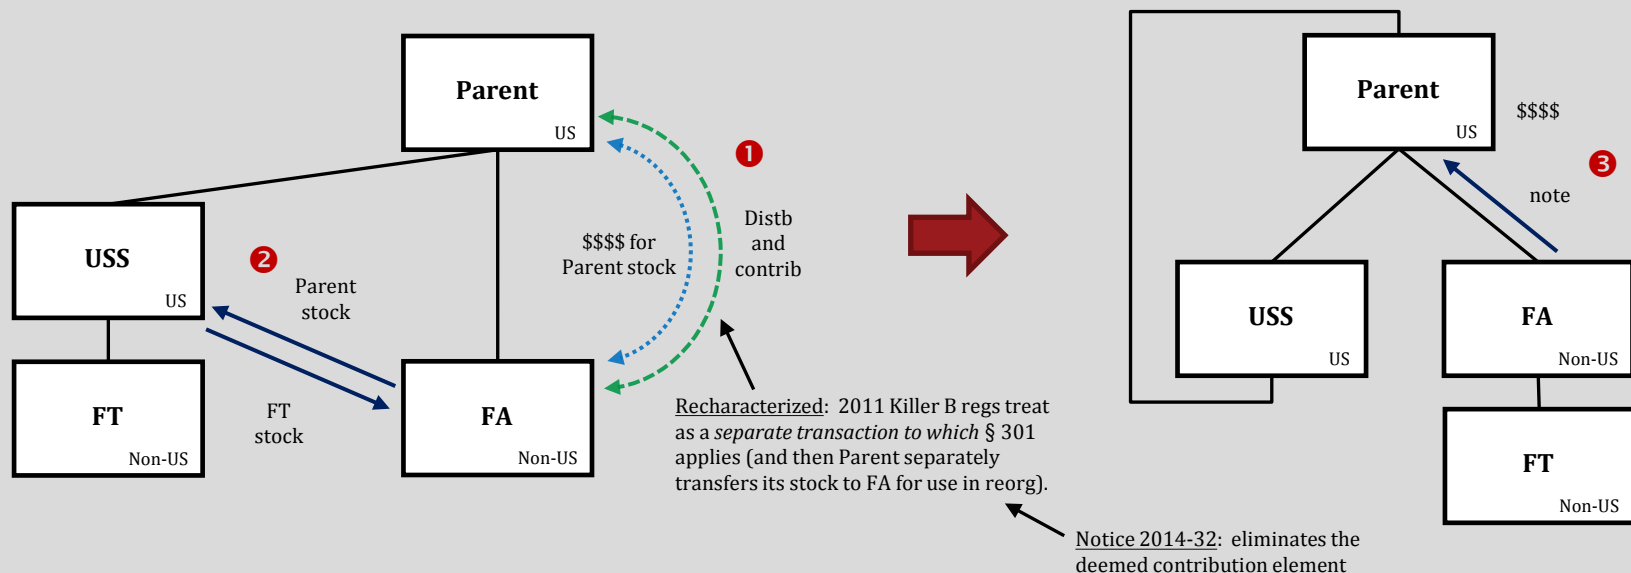 Parent
US
❶
$$$$ for
Parent stock
Distb
and
contrib
USS
US
❷
Parent
stock
FT
Non-US
FT
stock
FA
Non-US
Recharacterized: 2011 Killer B regs treat
as a separate transaction to which § 301
applies (and then Parent separately
transfers its stock to FA for use in reorg).
Notice 2014-32: eliminates the
deemed contribution element
Parent
US
$$$$
❸
note
USS
US
FA
Non-US
FT
Non-US